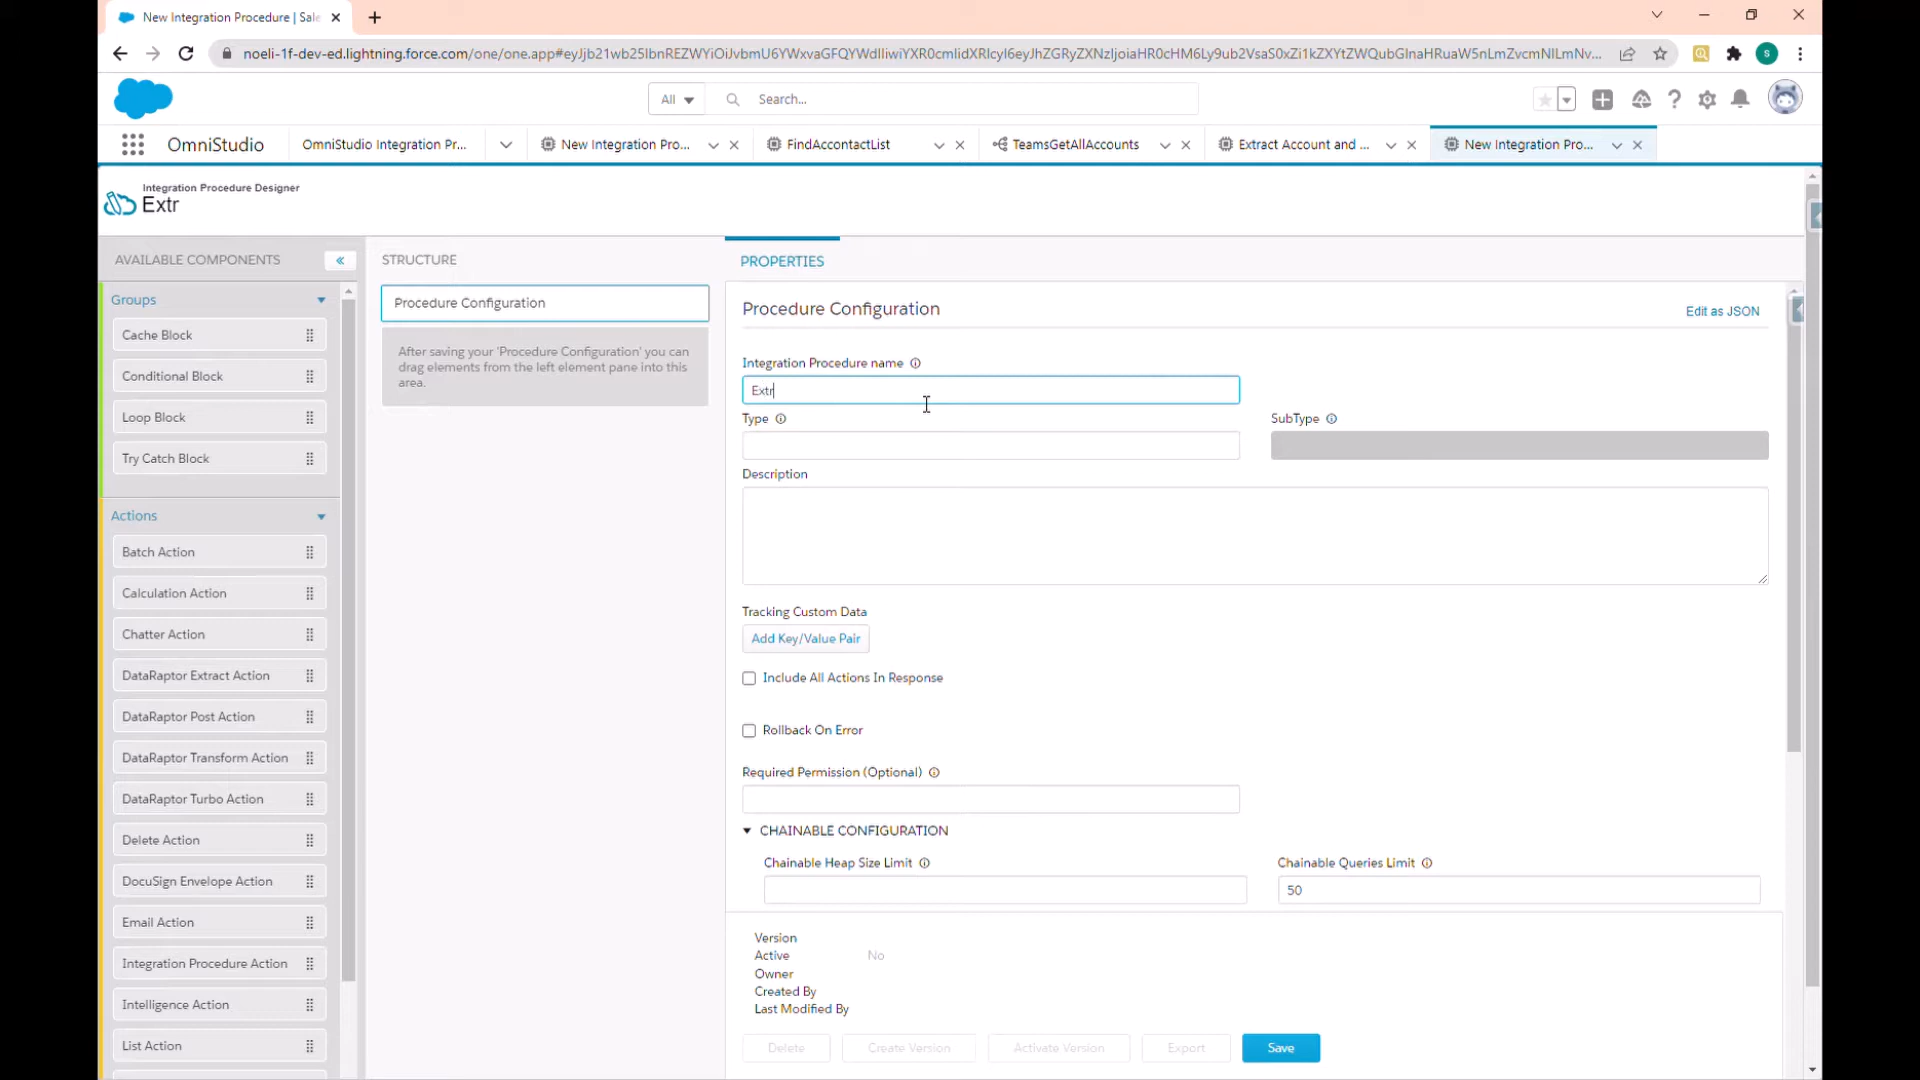 New Integration Procedure | Sale
noeli-1f-dev-ed.lightning.force.com/one/one.app#
S
All
Search...
OmniStudio
OmniStudio Integration Pr...
New Integration Pro...
FindAccontactList
TeamsGetAllAccounts
Extract Account and ...
New Integration Pro...
Integration Procedure Designer
Extr
AVAILABLE COMPONENTS
STRUCTURE
PROPERTIES
Groups
Cache Block
Conditional Block
Loop Block
Try Catch Block
Actions
Batch Action
Calculation Action
Chatter Action
DataRaptor Extract Action
DataRaptor Post Action
DataRaptor Transform Action
DataRaptor Turbo Action
Delete Action
DocuSign Envelope Action
Email Action
Integration Procedure Action
Intelligence Action
List Action
Procedure Configuration
After saving your 'Procedure Configuration' you can
drag elements from the left element pane into this
area.
Procedure Configuration
Edit as JSON
Integration Procedure name
Extr
Type
SubType
Description
Tracking Custom Data
Add Key/Value Pair
Include All Actions In Response
Rollback On Error
Required Permission (Optional)
CHAINABLE CONFIGURATION
Chainable Heap Size Limit
Chainable Queries Limit
50
Version
Active No
Owner
Created By
Last Modified By
Delete
Create Version
Activate Version
Export
Save